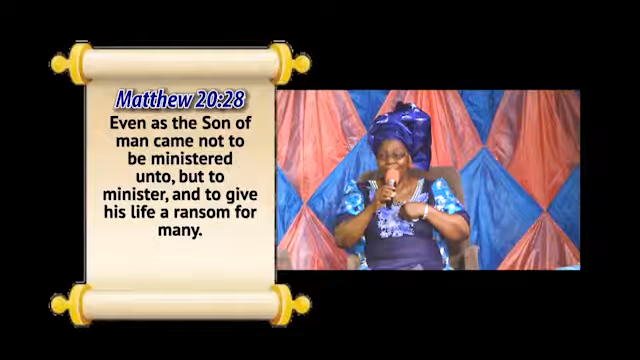 Matthew 20:28
Even as the Son of
man came not to
be ministered
unto, but to
minister, and to give
his life a ransom for
many.